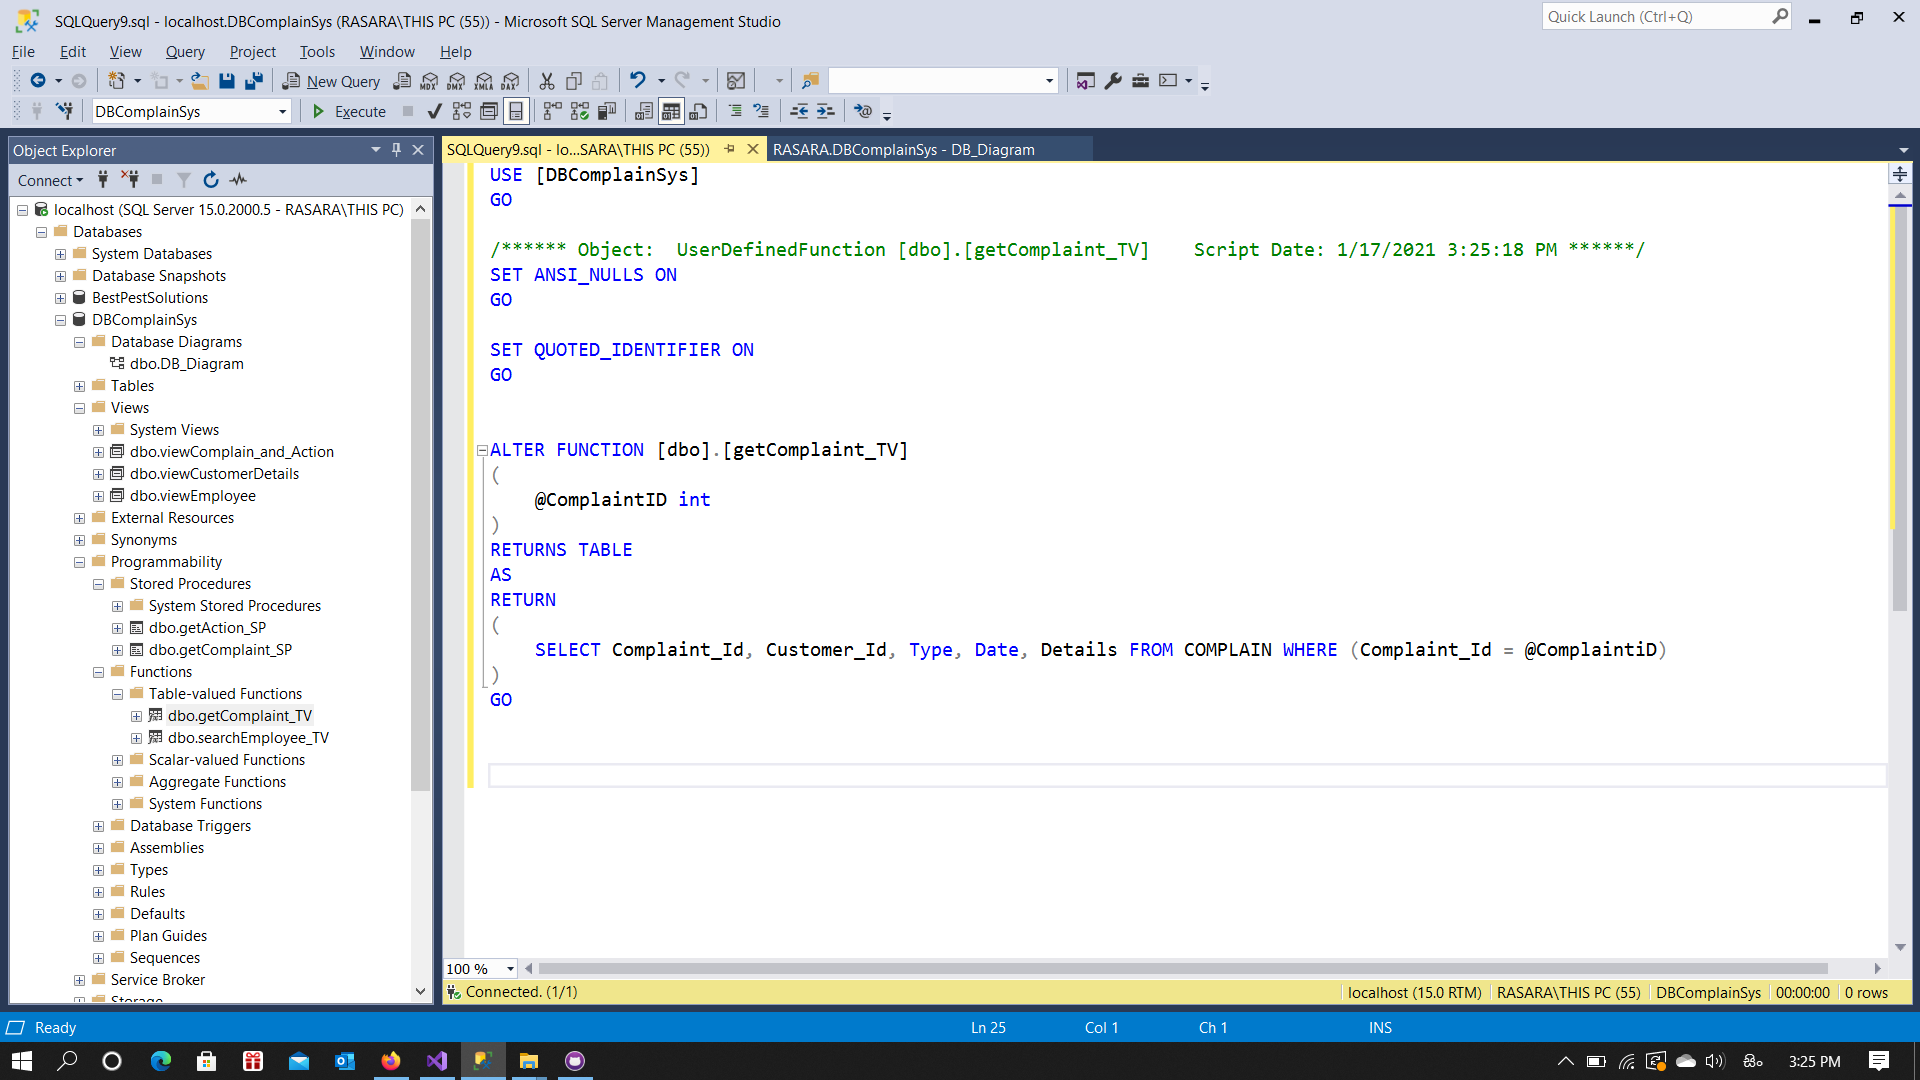 SQLQuery9.sql - localhost.DBComplainSys (RASARA\THIS PC (55)) - Microsoft SQL Server Management Studio
Quick Launch (Ctrl+Q)
File Edit View Query Project Tools Window Help
New Query MDX DMX XMLA DAX
DBComplainSys Execute
Object Explorer
Connect
localhost (SQL Server 15.0.2000.5 - RASARA\THIS PC)
Databases
System Databases
Database Snapshots
BestPestSolutions
DBComplainSys
Database Diagrams
dbo.DB_Diagram
Tables
Views
System Views
dbo.viewComplain_and_Action
dbo.viewCustomerDetails
dbo.viewEmployee
External Resources
Synonyms
Programmability
Stored Procedures
System Stored Procedures
dbo.getAction_SP
dbo.getComplaint_SP
Functions
Table-valued Functions
dbo.getComplaint_TV
dbo.searchEmployee_TV
Scalar-valued Functions
Aggregate Functions
System Functions
Database Triggers
Assemblies
Types
Rules
Defaults
Plan Guides
Sequences
Service Broker
Storage
SQLQuery9.sql - lo...SARA\THIS PC (55)) RASARA.DBComplainSys - DB_Diagram
USE [DBComplainSys]
GO
/****** Object:  UserDefinedFunction [dbo].[getComplaint_TV]    Script Date: 1/17/2021 3:25:18 PM ******/
SET ANSI_NULLS ON
GO
SET QUOTED_IDENTIFIER ON
GO
ALTER FUNCTION [dbo].[getComplaint_TV]
(
@ComplaintID int
)
RETURNS TABLE
AS
RETURN
(
SELECT Complaint_Id, Customer_Id, Type, Date, Details FROM COMPLAIN WHERE (Complaint_Id = @ComplaintiD)
)
GO
100 %
Connected. (1/1) localhost (15.0 RTM) RASARA\THIS PC (55) DBComplainSys 00:00:00 0 rows
Ready Ln 25 Col 1 Ch 1 INS
3:25 PM